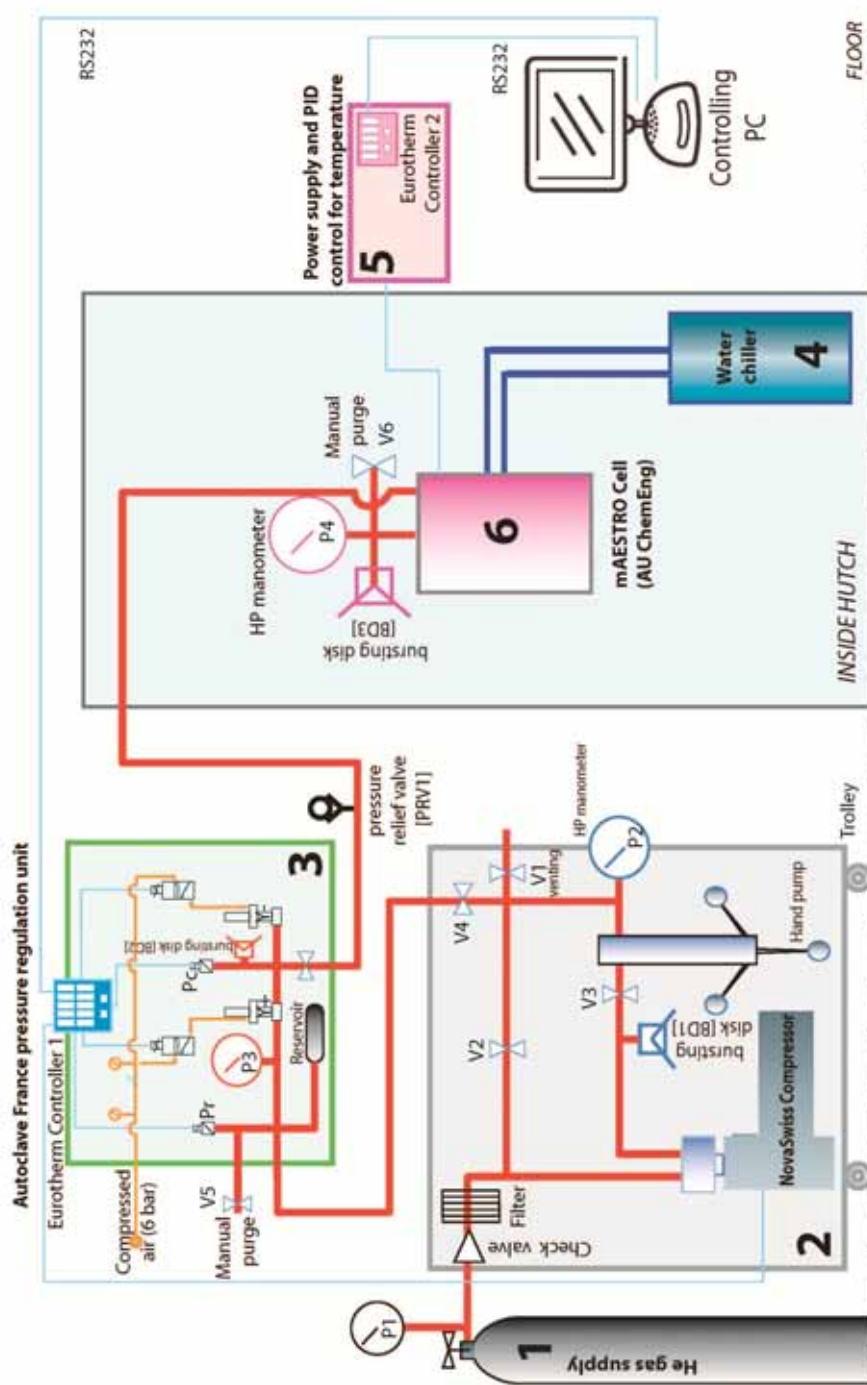 Autoclave France pressure regulation unit
Eurotherm Controller 1
RS232
Compressed
air (6 bar)
3
Pc
bursting disk [BD2]
P3
Pr
Reservoir
V5
Manual
purge
pressure
relief valve
[PRV1]
Power supply and PID
control for temperature
5
Eurotherm
Controller 2
RS232
Controlling
PC
Manual
purge
V6
HP manometer
P4
bursting disk
[BD3]
6
mAESTRO Cell
(AU ChemEng)
Water
chiller
4
INSIDE HUTCH
FLOOR
P1
1
He gas supply
Check valve
Filter
2
V2
V4
V1
venting
HP manometer
P2
V3
bursting
disk [BD1]
Hand pump
NovaSwiss Compressor
Trolley